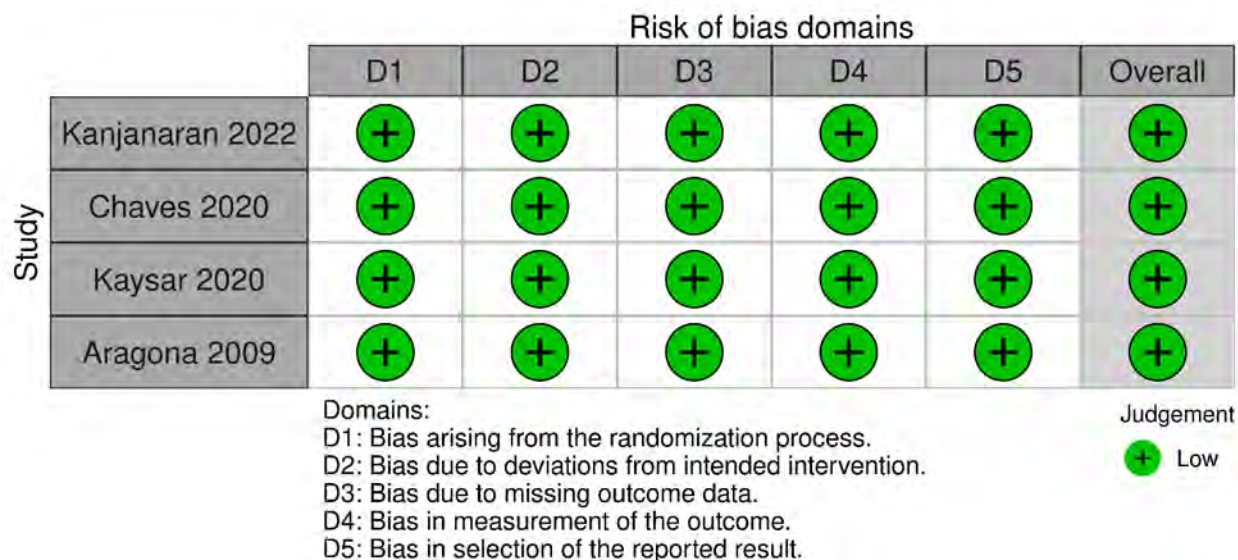 Risk of bias domains
D1 D2 D3 D4 D5 Overall
Study
Kanjanaran 2022 + + + + + +
Chaves 2020 + + + + + +
Kaysar 2020 + + + + + +
Aragona 2009 + + + + + +
Domains:
D1: Bias arising from the randomization process.
D2: Bias due to deviations from intended intervention.
D3: Bias due to missing outcome data.
D4: Bias in measurement of the outcome.
D5: Bias in selection of the reported result.
Judgement
+ Low